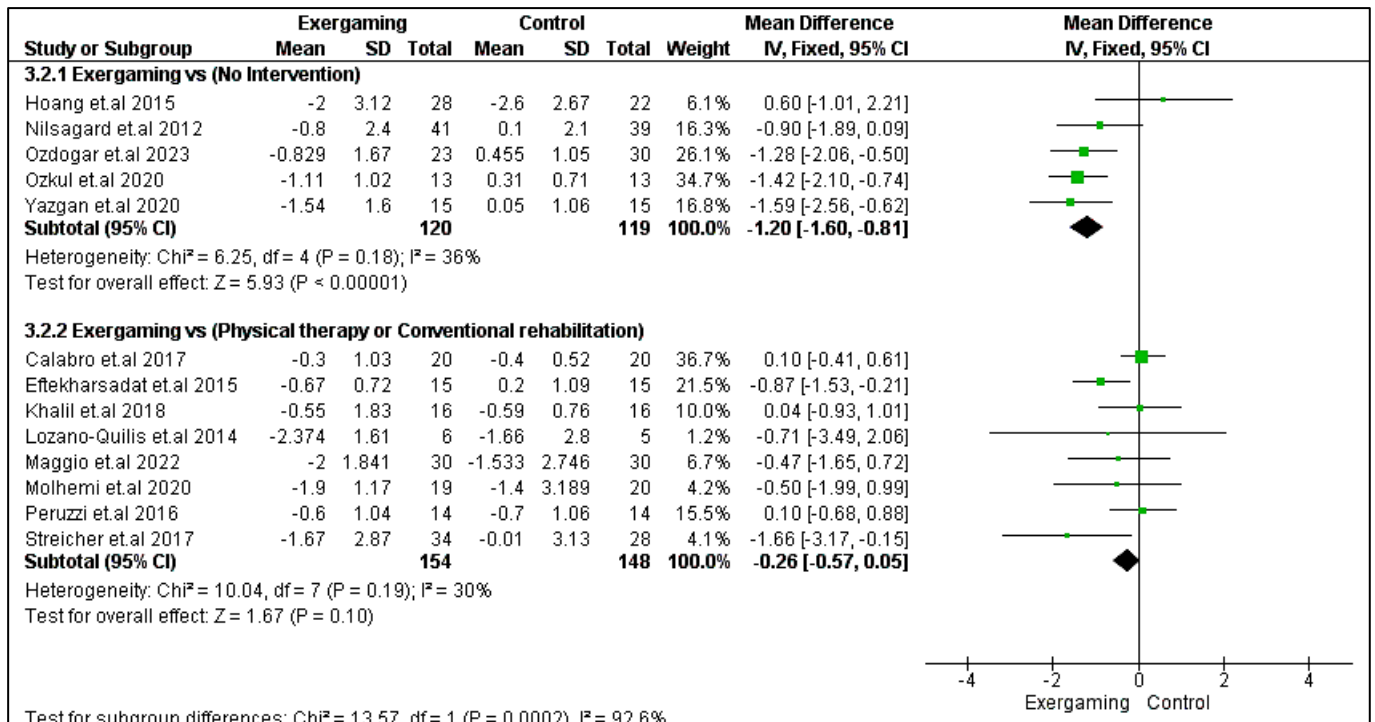 Exergaming Control Mean Difference Mean Difference
Study or Subgroup Mean SD Total Mean SD Total Weight IV, Fixed, 95% CI IV, Fixed, 95% CI
3.2.1 Exergaming vs (No Intervention)
Hoang et.al 2015 -2 3.12 28 -2.6 2.67 22 6.1% 0.60 [-1.01, 2.21]
Nilsagard et.al 2012 -0.8 2.4 41 0.1 2.1 39 16.3% -0.90 [-1.89, 0.09]
Ozdogar et.al 2023 -0.829 1.67 23 0.455 1.05 30 26.1% -1.28 [-2.06, -0.50]
Ozkul et.al 2020 -1.11 1.02 13 0.31 0.71 13 34.7% -1.42 [-2.10, -0.74]
Yazgan et.al 2020 -1.54 1.6 15 0.05 1.06 15 16.8% -1.59 [-2.56, -0.62]
Subtotal (95% CI) 120 119 100.0% -1.20 [-1.60, -0.81]
Heterogeneity: Chi² = 6.25, df = 4 (P = 0.18); I² = 36%
Test for overall effect: Z = 5.93 (P < 0.00001)
3.2.2 Exergaming vs (Physical therapy or Conventional rehabilitation)
Calabro et.al 2017 -0.3 1.03 20 -0.4 0.52 20 36.7% 0.10 [-0.41, 0.61]
Eftekharsadat et.al 2015 -0.67 0.72 15 0.2 1.09 15 21.5% -0.87 [-1.53, -0.21]
Khalil et.al 2018 -0.55 1.83 16 -0.59 0.76 16 10.0% 0.04 [-0.93, 1.01]
Lozano-Quilis et.al 2014 -2.374 1.61 6 -1.66 2.8 5 1.2% -0.71 [-3.49, 2.06]
Maggio et.al 2022 -2 1.841 30 -1.533 2.746 30 6.7% -0.47 [-1.65, 0.72]
Molhemi et.al 2020 -1.9 1.17 19 -1.4 3.189 20 4.2% -0.50 [-1.99, 0.99]
Peruzzi et.al 2016 -0.6 1.04 14 -0.7 1.06 14 15.5% 0.10 [-0.68, 0.88]
Streicher et.al 2017 -1.67 2.87 34 -0.01 3.13 28 4.1% -1.66 [-3.17, -0.15]
Subtotal (95% CI) 154 148 100.0% -0.26 [-0.57, 0.05]
Heterogeneity: Chi² = 10.04, df = 7 (P = 0.19); I² = 30%
Test for overall effect: Z = 1.67 (P = 0.10)
-4 -2 0 2 4
Exergaming Control
Test for subgroup differences: Chi² = 13.57, df = 1 (P = 0.0002), I² = 92.6%